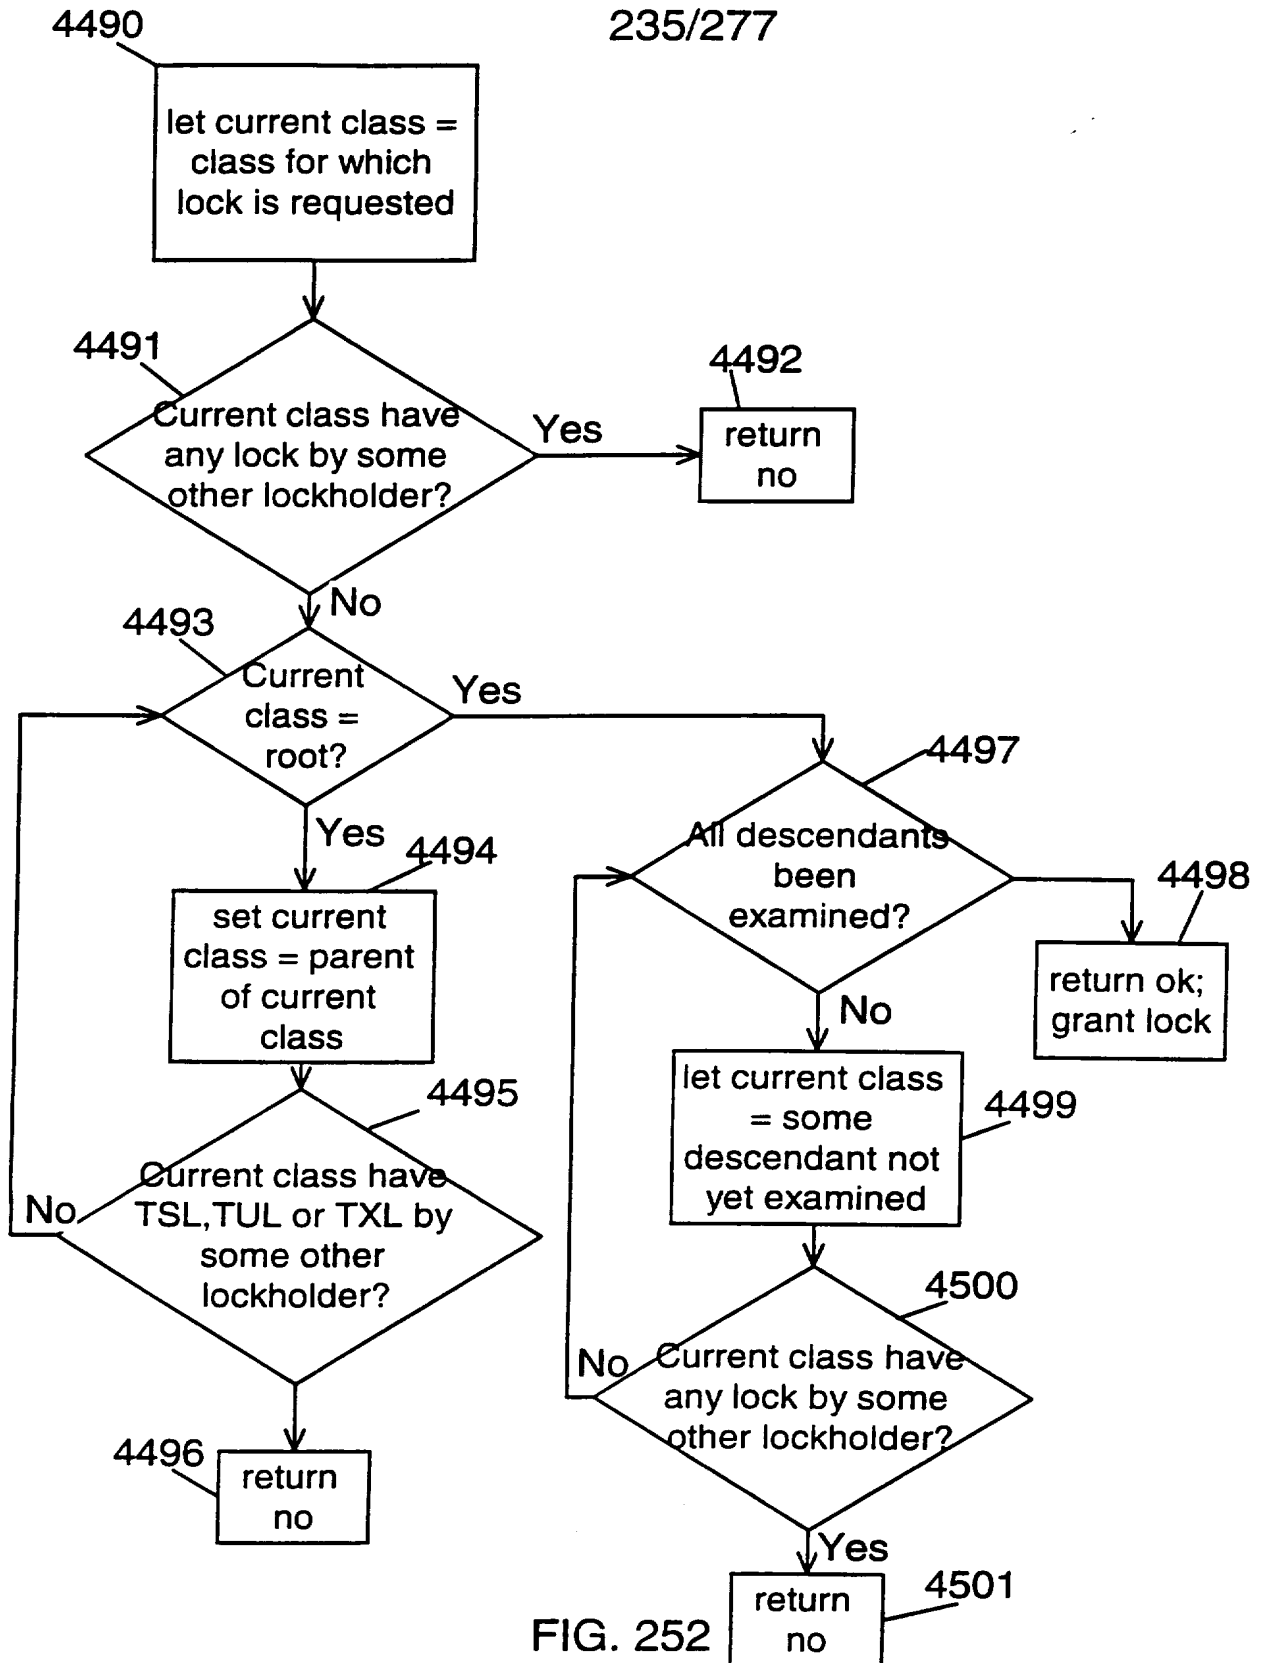 4490
235/277
let current class =
class for which
lock is requested
4491
Current class have
any lock by some
other lockholder?
Yes
4492
return
no
No
4493
Current
class =
root?
Yes
Yes
4494
set current
class = parent
of current
class
4495
Current class have
TSL,TUL or TXL by
some other
lockholder?
No
4496
return
no
4497
All descendants
been
examined?
4498
return ok;
grant lock
No
let current class
= some
descendant not
yet examined
4499
4500
Current class have
any lock by some
other lockholder?
No
Yes
return
no
4501
FIG. 252